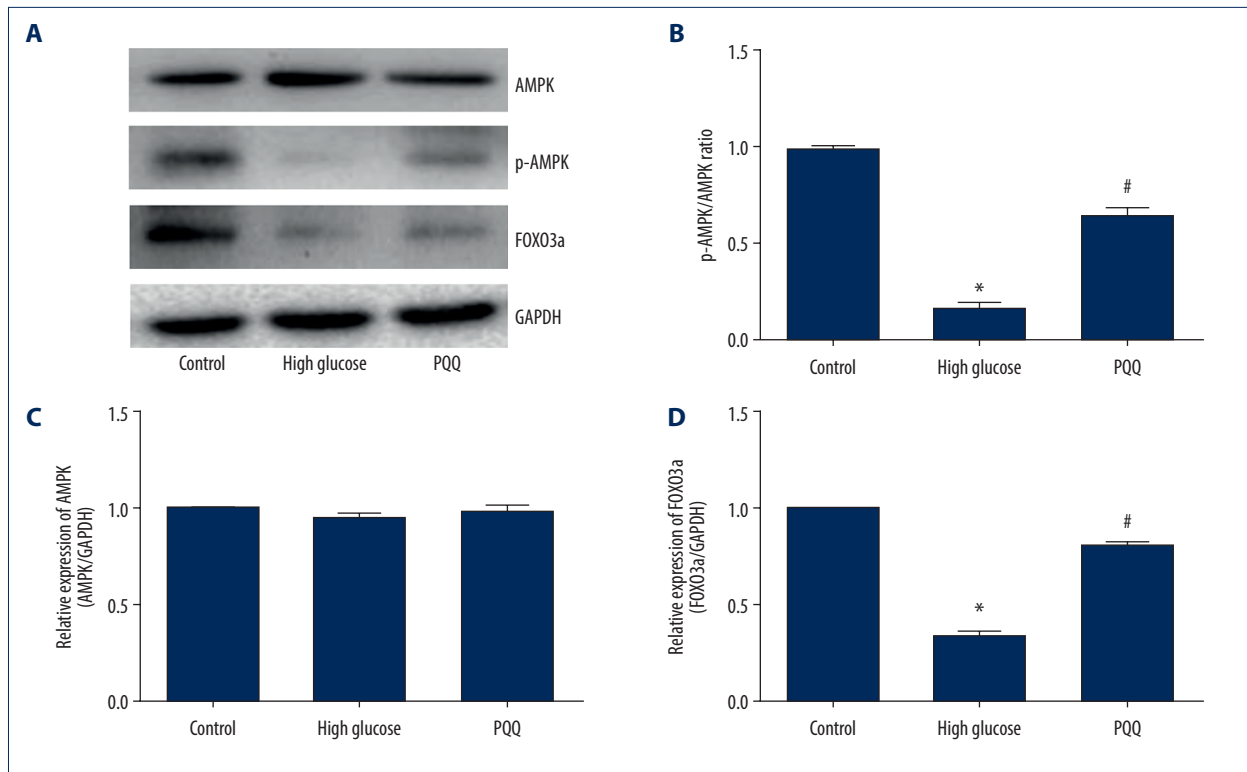 A
AMPK
p-AMPK
FOXO3a
GAPDH
Control High glucose PQQ
B
p-AMPK/AMPK ratio
1.5
1.0
0.5
0.0
*
#
Control High glucose PQQ
C
Relative expression of AMPK
(AMPK/GAPDH)
1.5
1.0
0.5
0.0
Control High glucose PQQ
D
Relative expression of FOXO3a
(FOXO3a/GAPDH)
1.5
1.0
0.5
0.0
*
#
Control High glucose PQQ